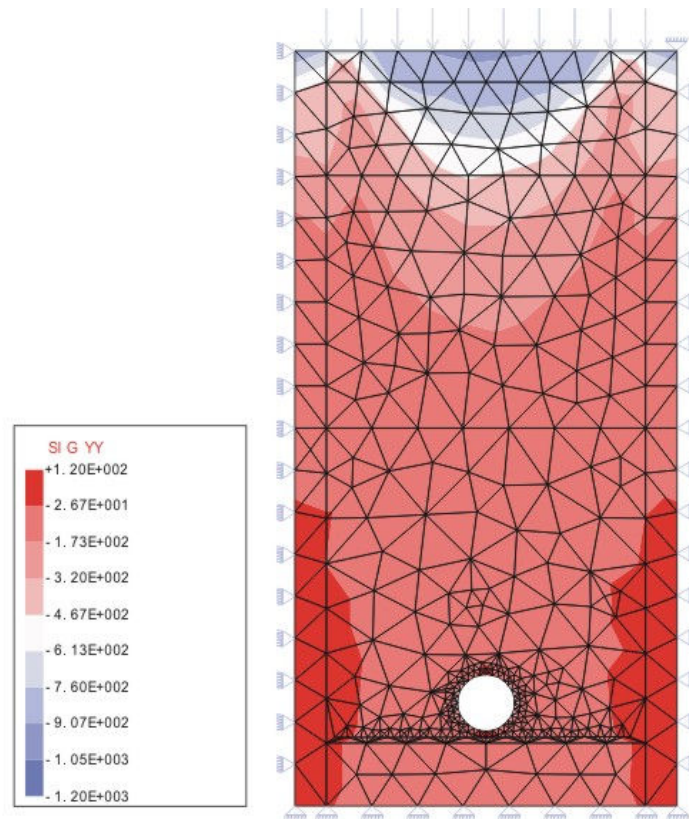 SI G YY
+1. 20E+002
- 2. 67E+001
- 1. 73E+002
- 3. 20E+002
- 4. 67E+002
- 6. 13E+002
- 7. 60E+002
- 9. 07E+002
- 1. 05E+003
- 1. 20E+003